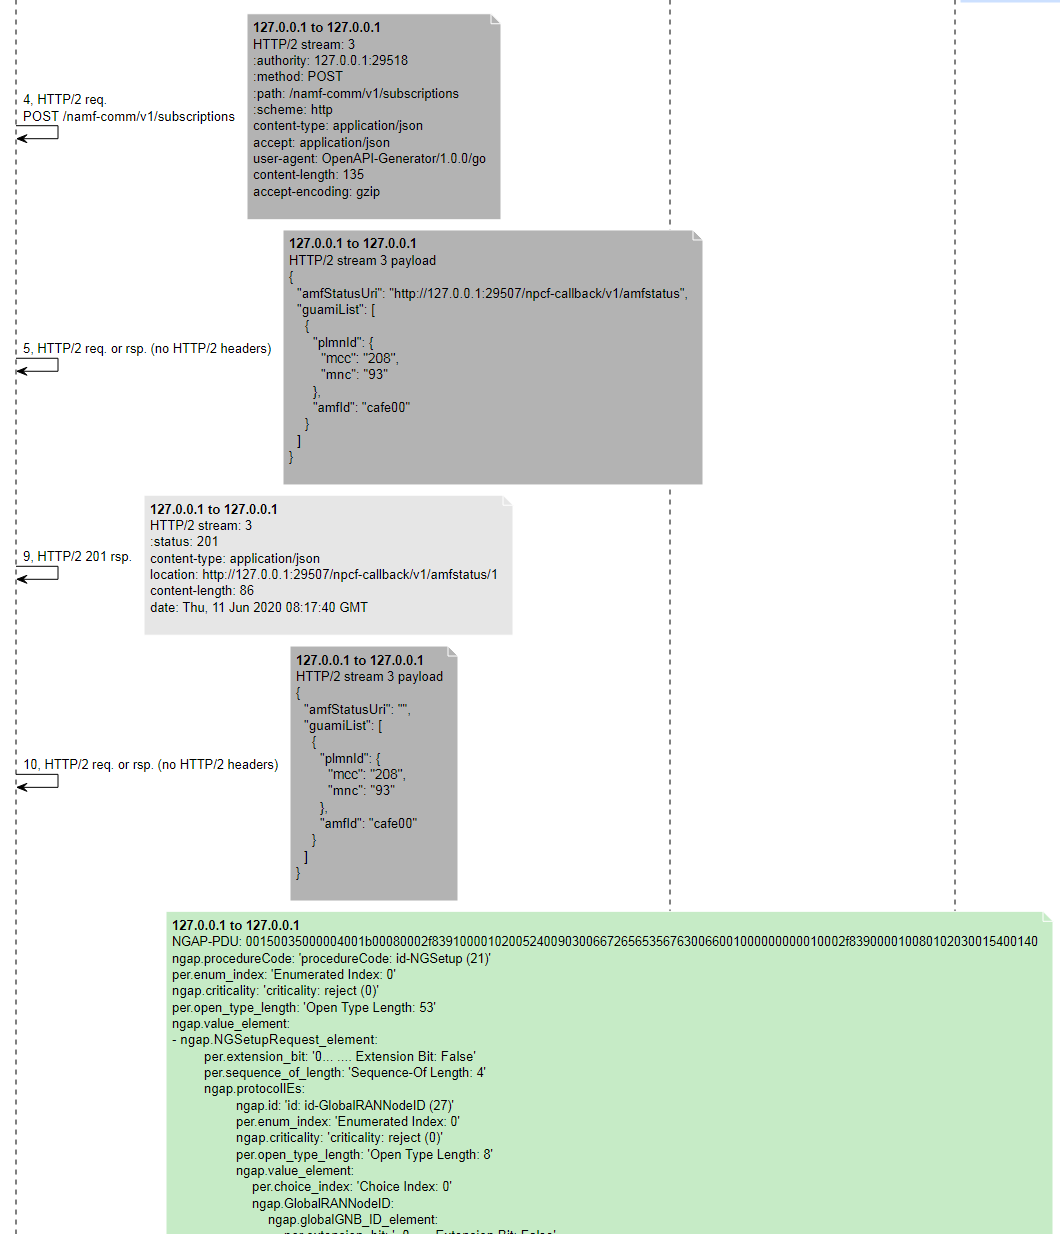 127.0.0.1 to 127.0.0.1
HTTP/2 stream: 3
:authority: 127.0.0.1:29518
:method: POST
:path: /namf-comm/v1/subscriptions
:scheme: http
content-type: application/json
accept: application/json
user-agent: OpenAPI-Generator/1.0.0/go
content-length: 135
accept-encoding: gzip
4, HTTP/2 req.
POST /namf-comm/v1/subscriptions
127.0.0.1 to 127.0.0.1
HTTP/2 stream 3 payload
{
"amfStatusUri": "http://127.0.0.1:29507/npcf-callback/v1/amfstatus",
"guamiList": [
{
"plmnId": {
"mcc": "208",
"mnc": "93"
},
"amfId": "cafe00"
}
]
}
5, HTTP/2 req. or rsp. (no HTTP/2 headers)
127.0.0.1 to 127.0.0.1
HTTP/2 stream: 3
:status: 201
content-type: application/json
location: http://127.0.0.1:29507/npcf-callback/v1/amfstatus/1
content-length: 86
date: Thu, 11 Jun 2020 08:17:40 GMT
9, HTTP/2 201 rsp.
127.0.0.1 to 127.0.0.1
HTTP/2 stream 3 payload
{
"amfStatusUri": "",
"guamiList": [
{
"plmnId": {
"mcc": "208",
"mnc": "93"
},
"amfId": "cafe00"
}
]
}
10, HTTP/2 req. or rsp. (no HTTP/2 headers)
127.0.0.1 to 127.0.0.1
NGAP-PDU: 00150035000004001b00080002f83910000102005240090300667265653567630066001000000000010002f839000010080102030015400140
ngap.procedureCode: 'procedureCode: id-NGSetup (21)'
per.enum_index: 'Enumerated Index: 0'
ngap.criticality: 'criticality: reject (0)'
per.open_type_length: 'Open Type Length: 53'
ngap.value_element:
- ngap.NGSetupRequest_element:
per.extension_bit: '0... .... Extension Bit: False'
per.sequence_of_length: 'Sequence-Of Length: 4'
ngap.protocolIEs:
ngap.id: 'id: id-GlobalRANNodeID (27)'
per.enum_index: 'Enumerated Index: 0'
ngap.criticality: 'criticality: reject (0)'
per.open_type_length: 'Open Type Length: 8'
ngap.value_element:
per.choice_index: 'Choice Index: 0'
ngap.GlobalRANNodeID:
ngap.globalGNB_ID_element: